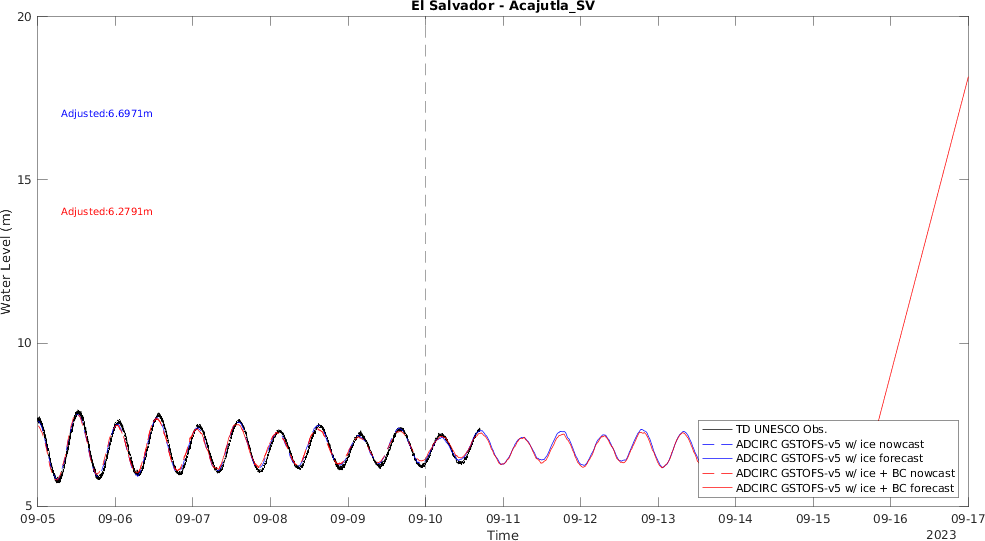 El Salvador - Acajutla_SV
20
15
10
5
Water Level (m)
Adjusted:6.6971m
Adjusted:6.2791m
TD UNESCO Obs.
ADCIRC GSTOFS-v5 w/ ice nowcast
ADCIRC GSTOFS-v5 w/ ice forecast
ADCIRC GSTOFS-v5 w/ ice + BC nowcast
ADCIRC GSTOFS-v5 w/ ice + BC forecast
09-05 09-06 09-07 09-08 09-09 09-10 09-11 09-12 09-13 09-14 09-15 09-16 09-17
Time
2023